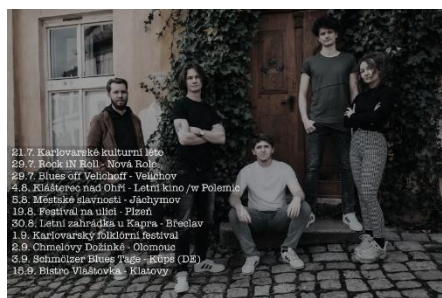 21.7. Karlovarské kulturní léto
29.7. Rock iN Roll - Nová Role
29.7. Blues off Velichoff - Velichov
4.8. Klášterec nad Ohří - Letní kino /w Polemic
5.8. Městské slavnosti - Jáchymov
19.8. Festival na ulici - Plzeň
30.8. Letní zahrádka u Kapra - Břeclav
1.9. Karlovarský folklórní festival
2.9. Chmelovy Dožínké - Olomouc
3.9. Schmölzer Blues Tage - Küps (DE)
15.9. Bistro Vlaštovka - Klatovy